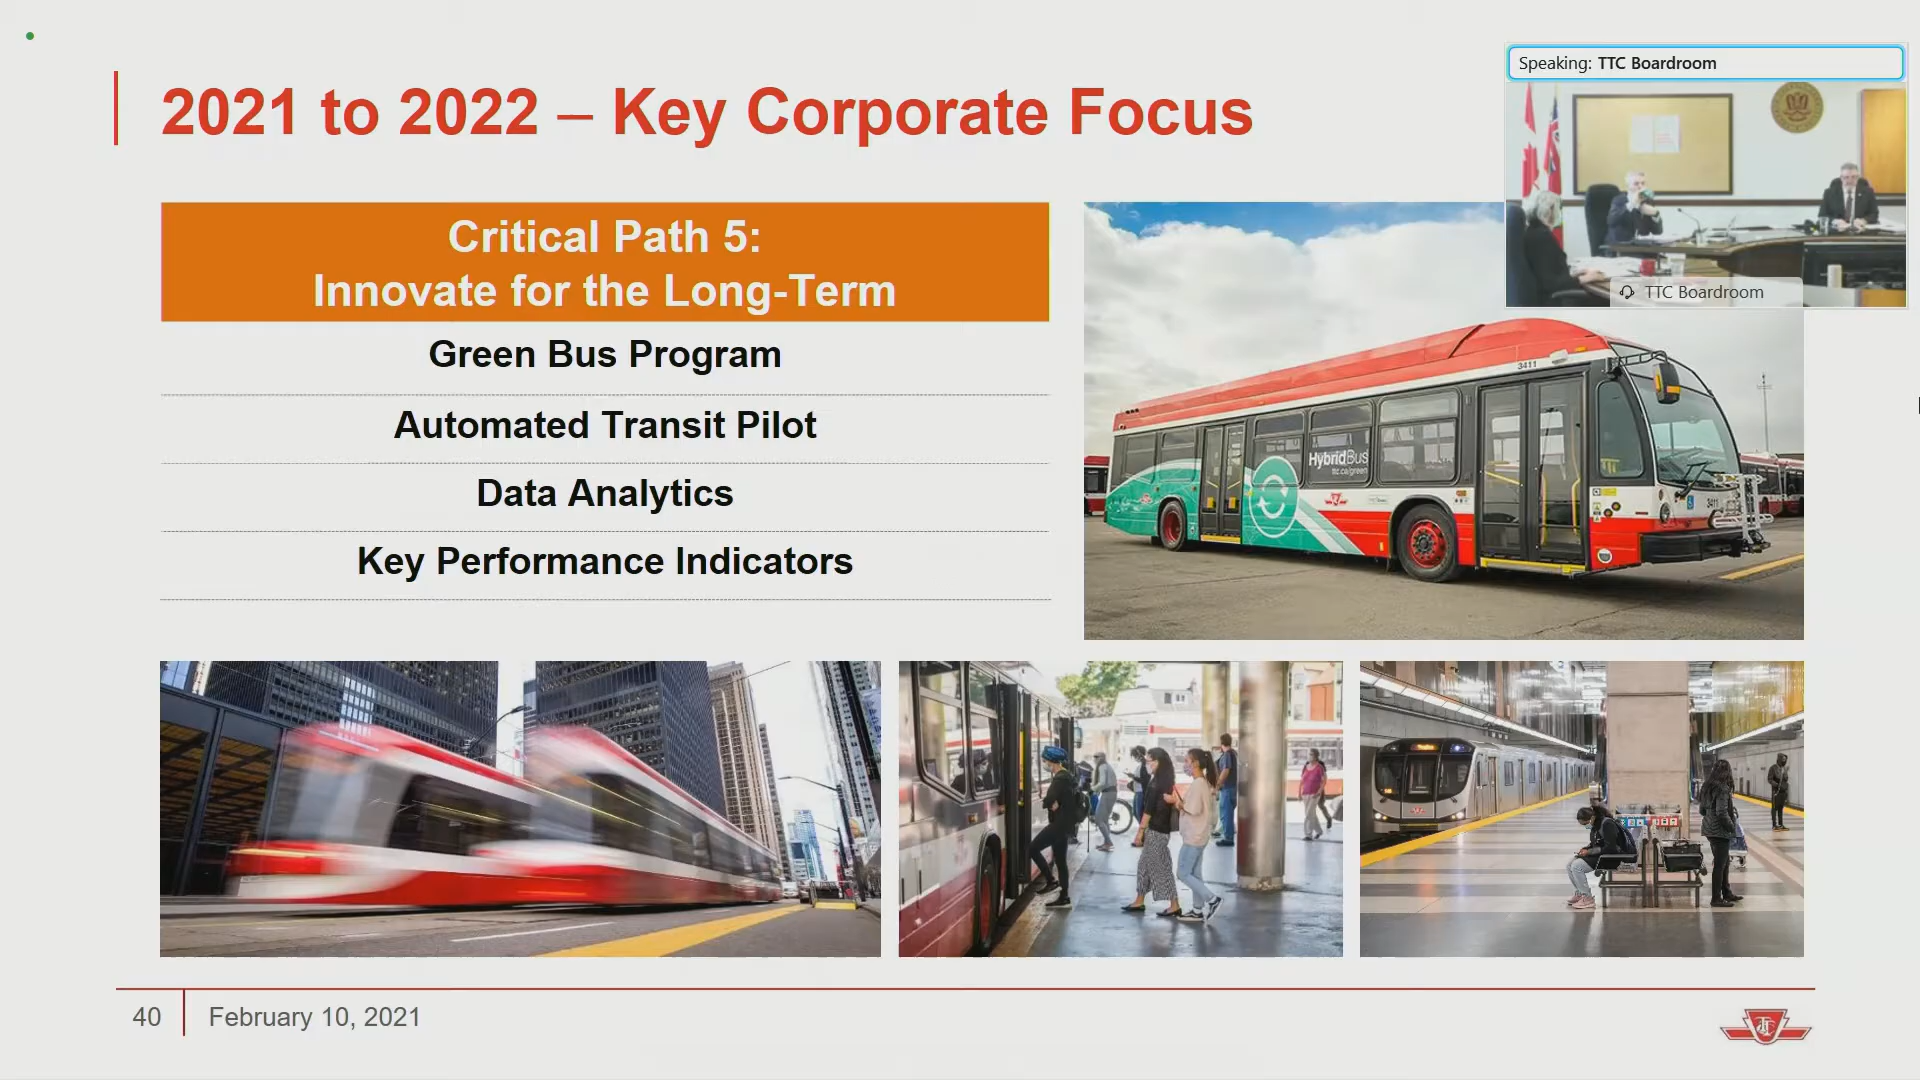 2021 to 2022 – Key Corporate Focus
Speaking: TTC Boardroom
TTC Boardroom
Critical Path 5:
Innovate for the Long-Term
Green Bus Program
Automated Transit Pilot
Data Analytics
Key Performance Indicators
3411
HybridBus
ttc.ca/green
3411
40
February 10, 2021